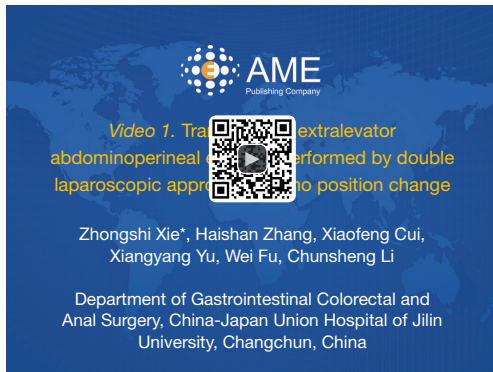 E AME
Publishing Company
Video 1. Tra extralevator
abdominoperineal erformed by double
laparoscopic appro no position change
Zhongshi Xie*, Haishan Zhang, Xiaofeng Cui,
Xiangyang Yu, Wei Fu, Chunsheng Li
Department of Gastrointestinal Colorectal and
Anal Surgery, China-Japan Union Hospital of Jilin
University, Changchun, China